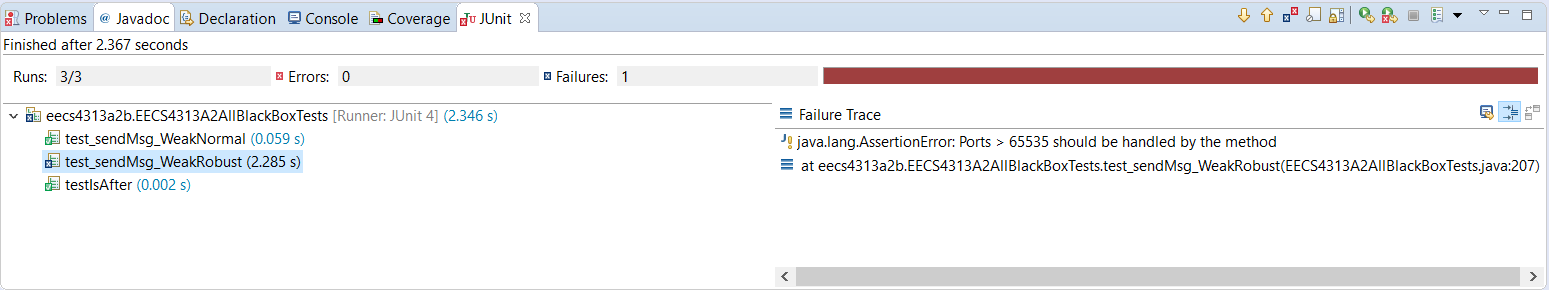 Problems @ Javadoc Declaration Console Coverage JU JUnit
Finished after 2.367 seconds
Runs: 3/3 Errors: 0 Failures: 1
eecs4313a2b.EECS4313A2AllBlackBoxTests [Runner: JUnit 4] (2.346 s)
test_sendMsg_WeakNormal (0.059 s)
test_sendMsg_WeakRobust (2.285 s)
testIsAfter (0.002 s)
Failure Trace
java.lang.AssertionError: Ports > 65535 should be handled by the method
at eecs4313a2b.EECS4313A2AllBlackBoxTests.test_sendMsg_WeakRobust(EECS4313A2AllBlackBoxTests.java:207)